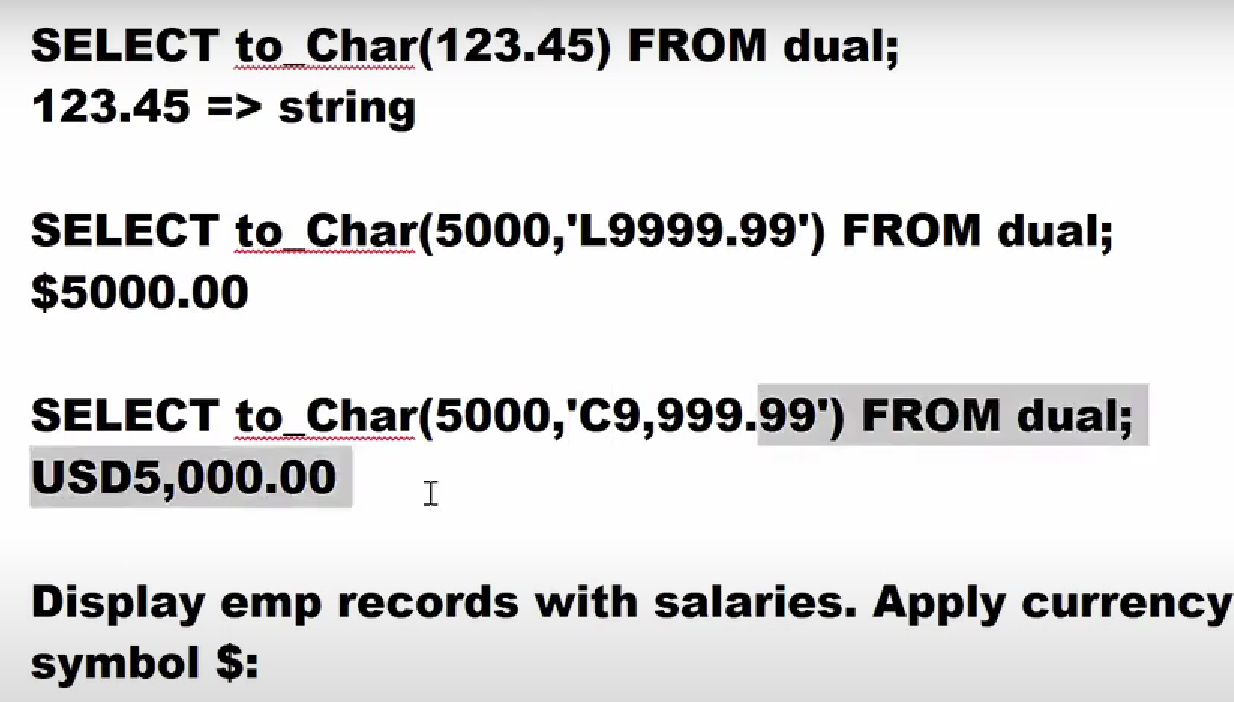 SELECT to_Char(123.45) FROM dual;
123.45 => string
SELECT to_Char(5000,'L9999.99') FROM dual;
$5000.00
SELECT to_Char(5000,'C9,999.99') FROM dual;
USD5,000.00
Display emp records with salaries. Apply currency
symbol $: